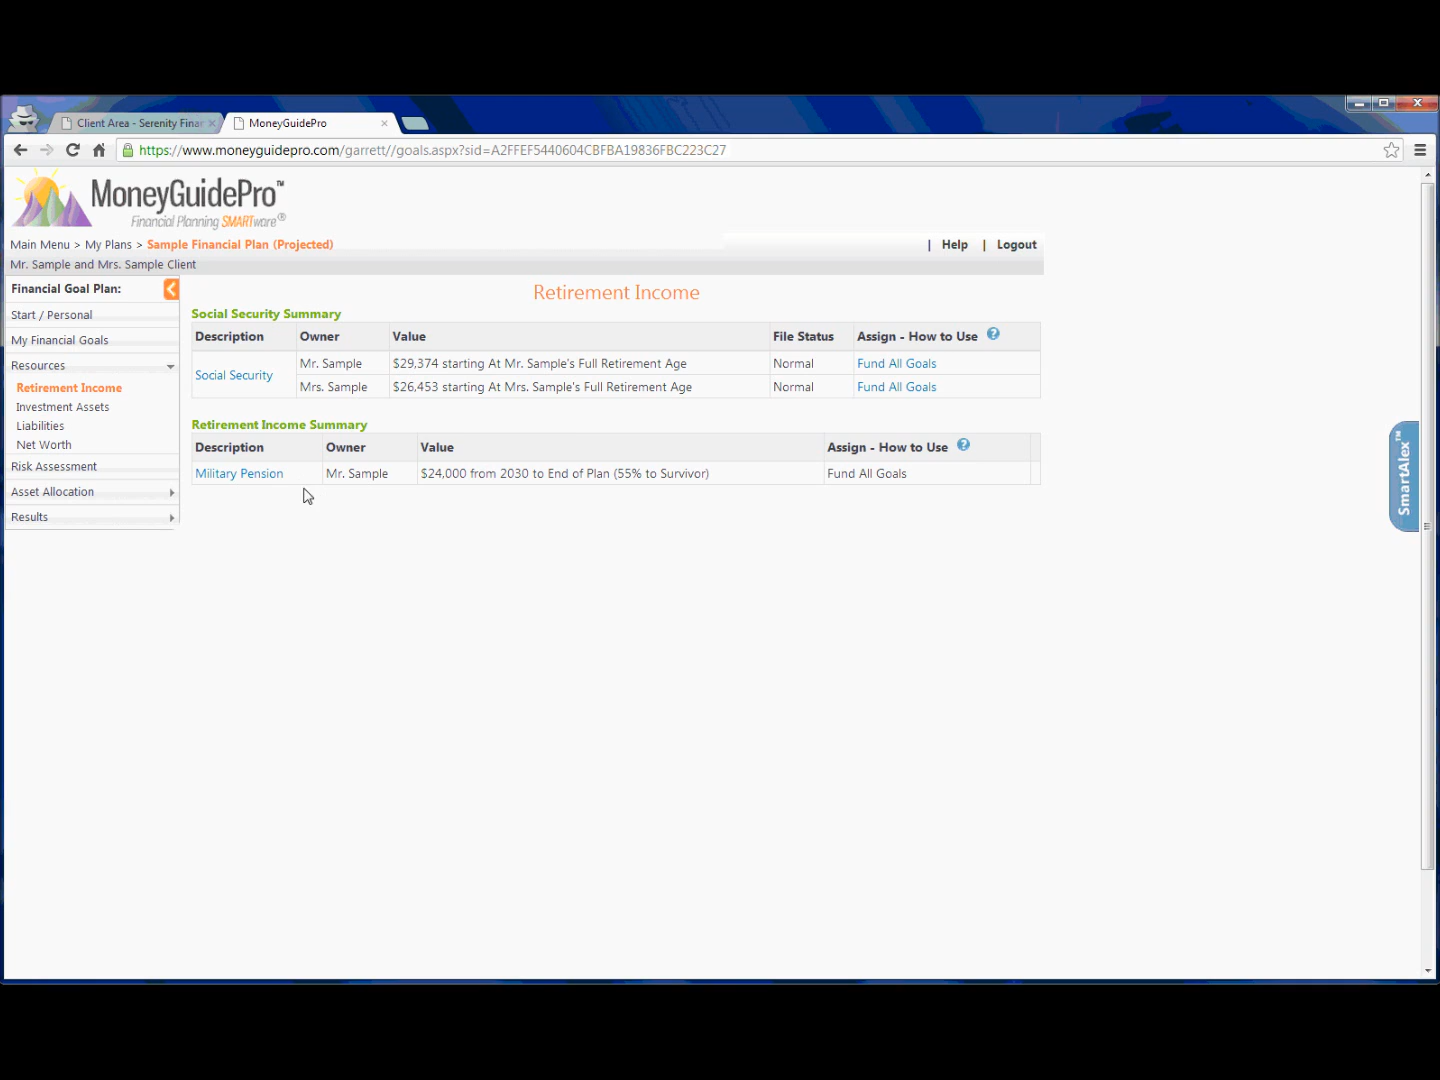 Client Area - Serenity Finar
MoneyGuidePro
https://www.moneyguidepro.com/garrett//goals.aspx?sid=A2FFEF5440604CBFBA19836FBC223C27
MoneyGuidePro™
Financial Planning SMARTware®
Main Menu > My Plans > Sample Financial Plan (Projected)
| Help | Logout
Mr. Sample and Mrs. Sample Client
Financial Goal Plan:
Start / Personal
My Financial Goals
Resources
Retirement Income
Investment Assets
Liabilities
Net Worth
Risk Assessment
Asset Allocation
Results
Retirement Income
Social Security Summary
Description Owner Value File Status Assign - How to Use ?
Social Security
Mr. Sample $29,374 starting At Mr. Sample's Full Retirement Age Normal Fund All Goals
Mrs. Sample $26,453 starting At Mrs. Sample's Full Retirement Age Normal Fund All Goals
Retirement Income Summary
Description Owner Value Assign - How to Use ?
Military Pension Mr. Sample $24,000 from 2030 to End of Plan (55% to Survivor) Fund All Goals
SmartAlex™